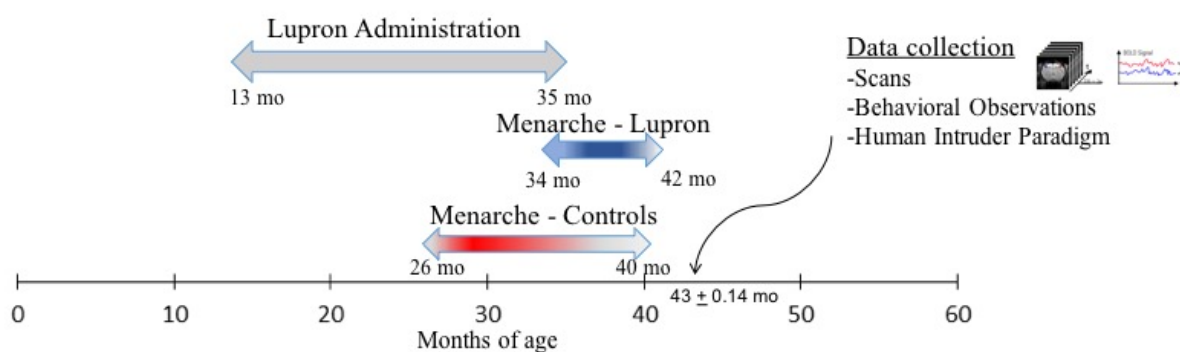 Lupron Administration
13 mo
35 mo
Menarche - Lupron
34 mo
42 mo
Menarche - Controls
26 mo
40 mo
Data collection
-Scans
-Behavioral Observations
-Human Intruder Paradigm
BOLD Signal
43 ± 0.14 mo
0 10 20 30 40 50 60
Months of age